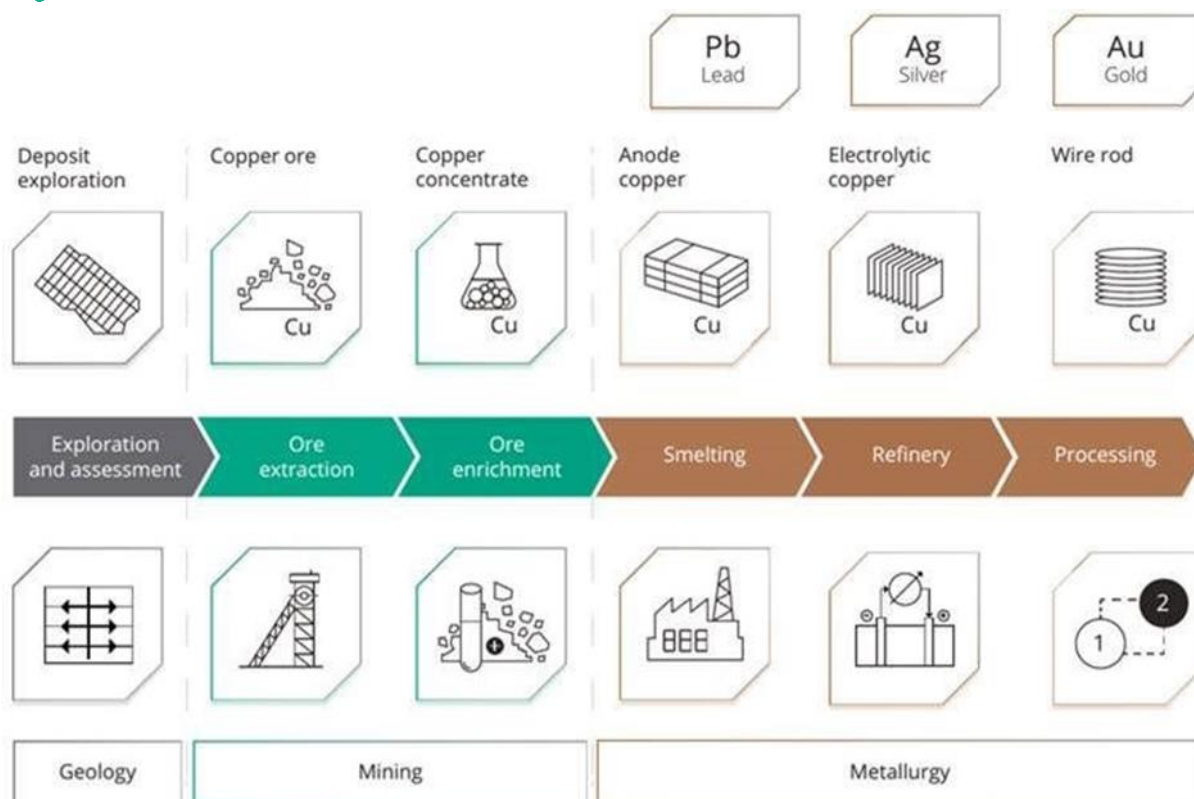 Pb
Lead
Ag
Silver
Au
Gold
Deposit
exploration
Copper ore
Copper
concentrate
Anode
copper
Electrolytic
copper
Wire rod
Cu
Cu
Cu
Cu
Cu
Exploration
and assessment
Ore
extraction
Ore
enrichment
Smelting
Refinery
Processing
1
2
Geology
Mining
Metallurgy